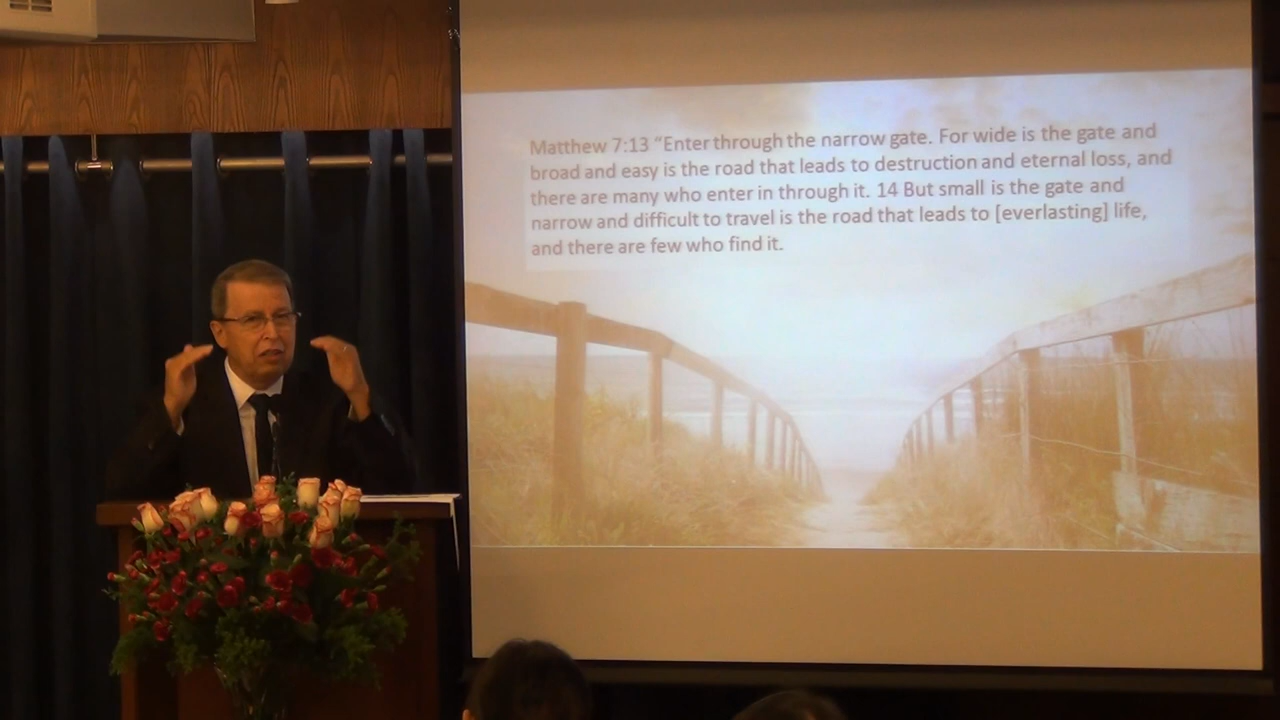 Matthew 7:13 “Enter through the narrow gate. For wide is the gate and
broad and easy is the road that leads to destruction and eternal loss, and
there are many who enter in through it. 14 But small is the gate and
narrow and difficult to travel is the road that leads to [everlasting] life,
and there are few who find it.